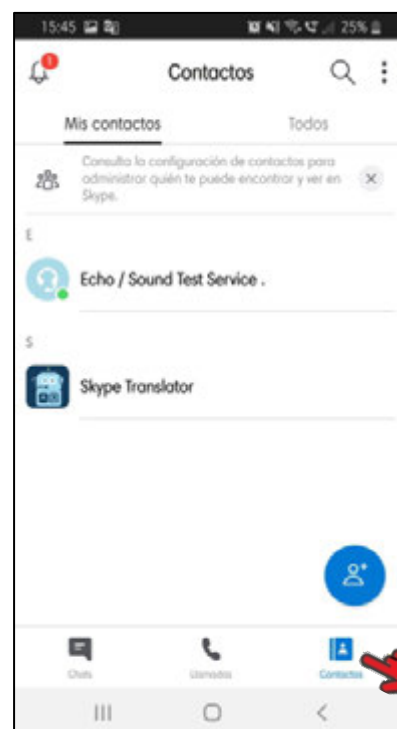 15:45
25%
1
Contactos
Mis contactos
Todos
Consulta la configuración de contactos para
administrar quién te puede encontrar y ver en
Skype.
E
Echo / Sound Test Service .
S
Skype Translator
Chats
Llamadas
Contactos